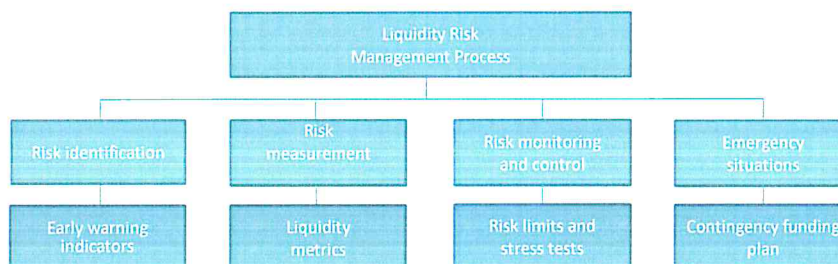 Liquidity Risk
Management Process
Risk identification
Risk
measurement
Risk monitoring
and control
Emergency
situations
Early warning
indicators
Liquidity
metrics
Risk limits and
stress tests
Contingency funding
plan